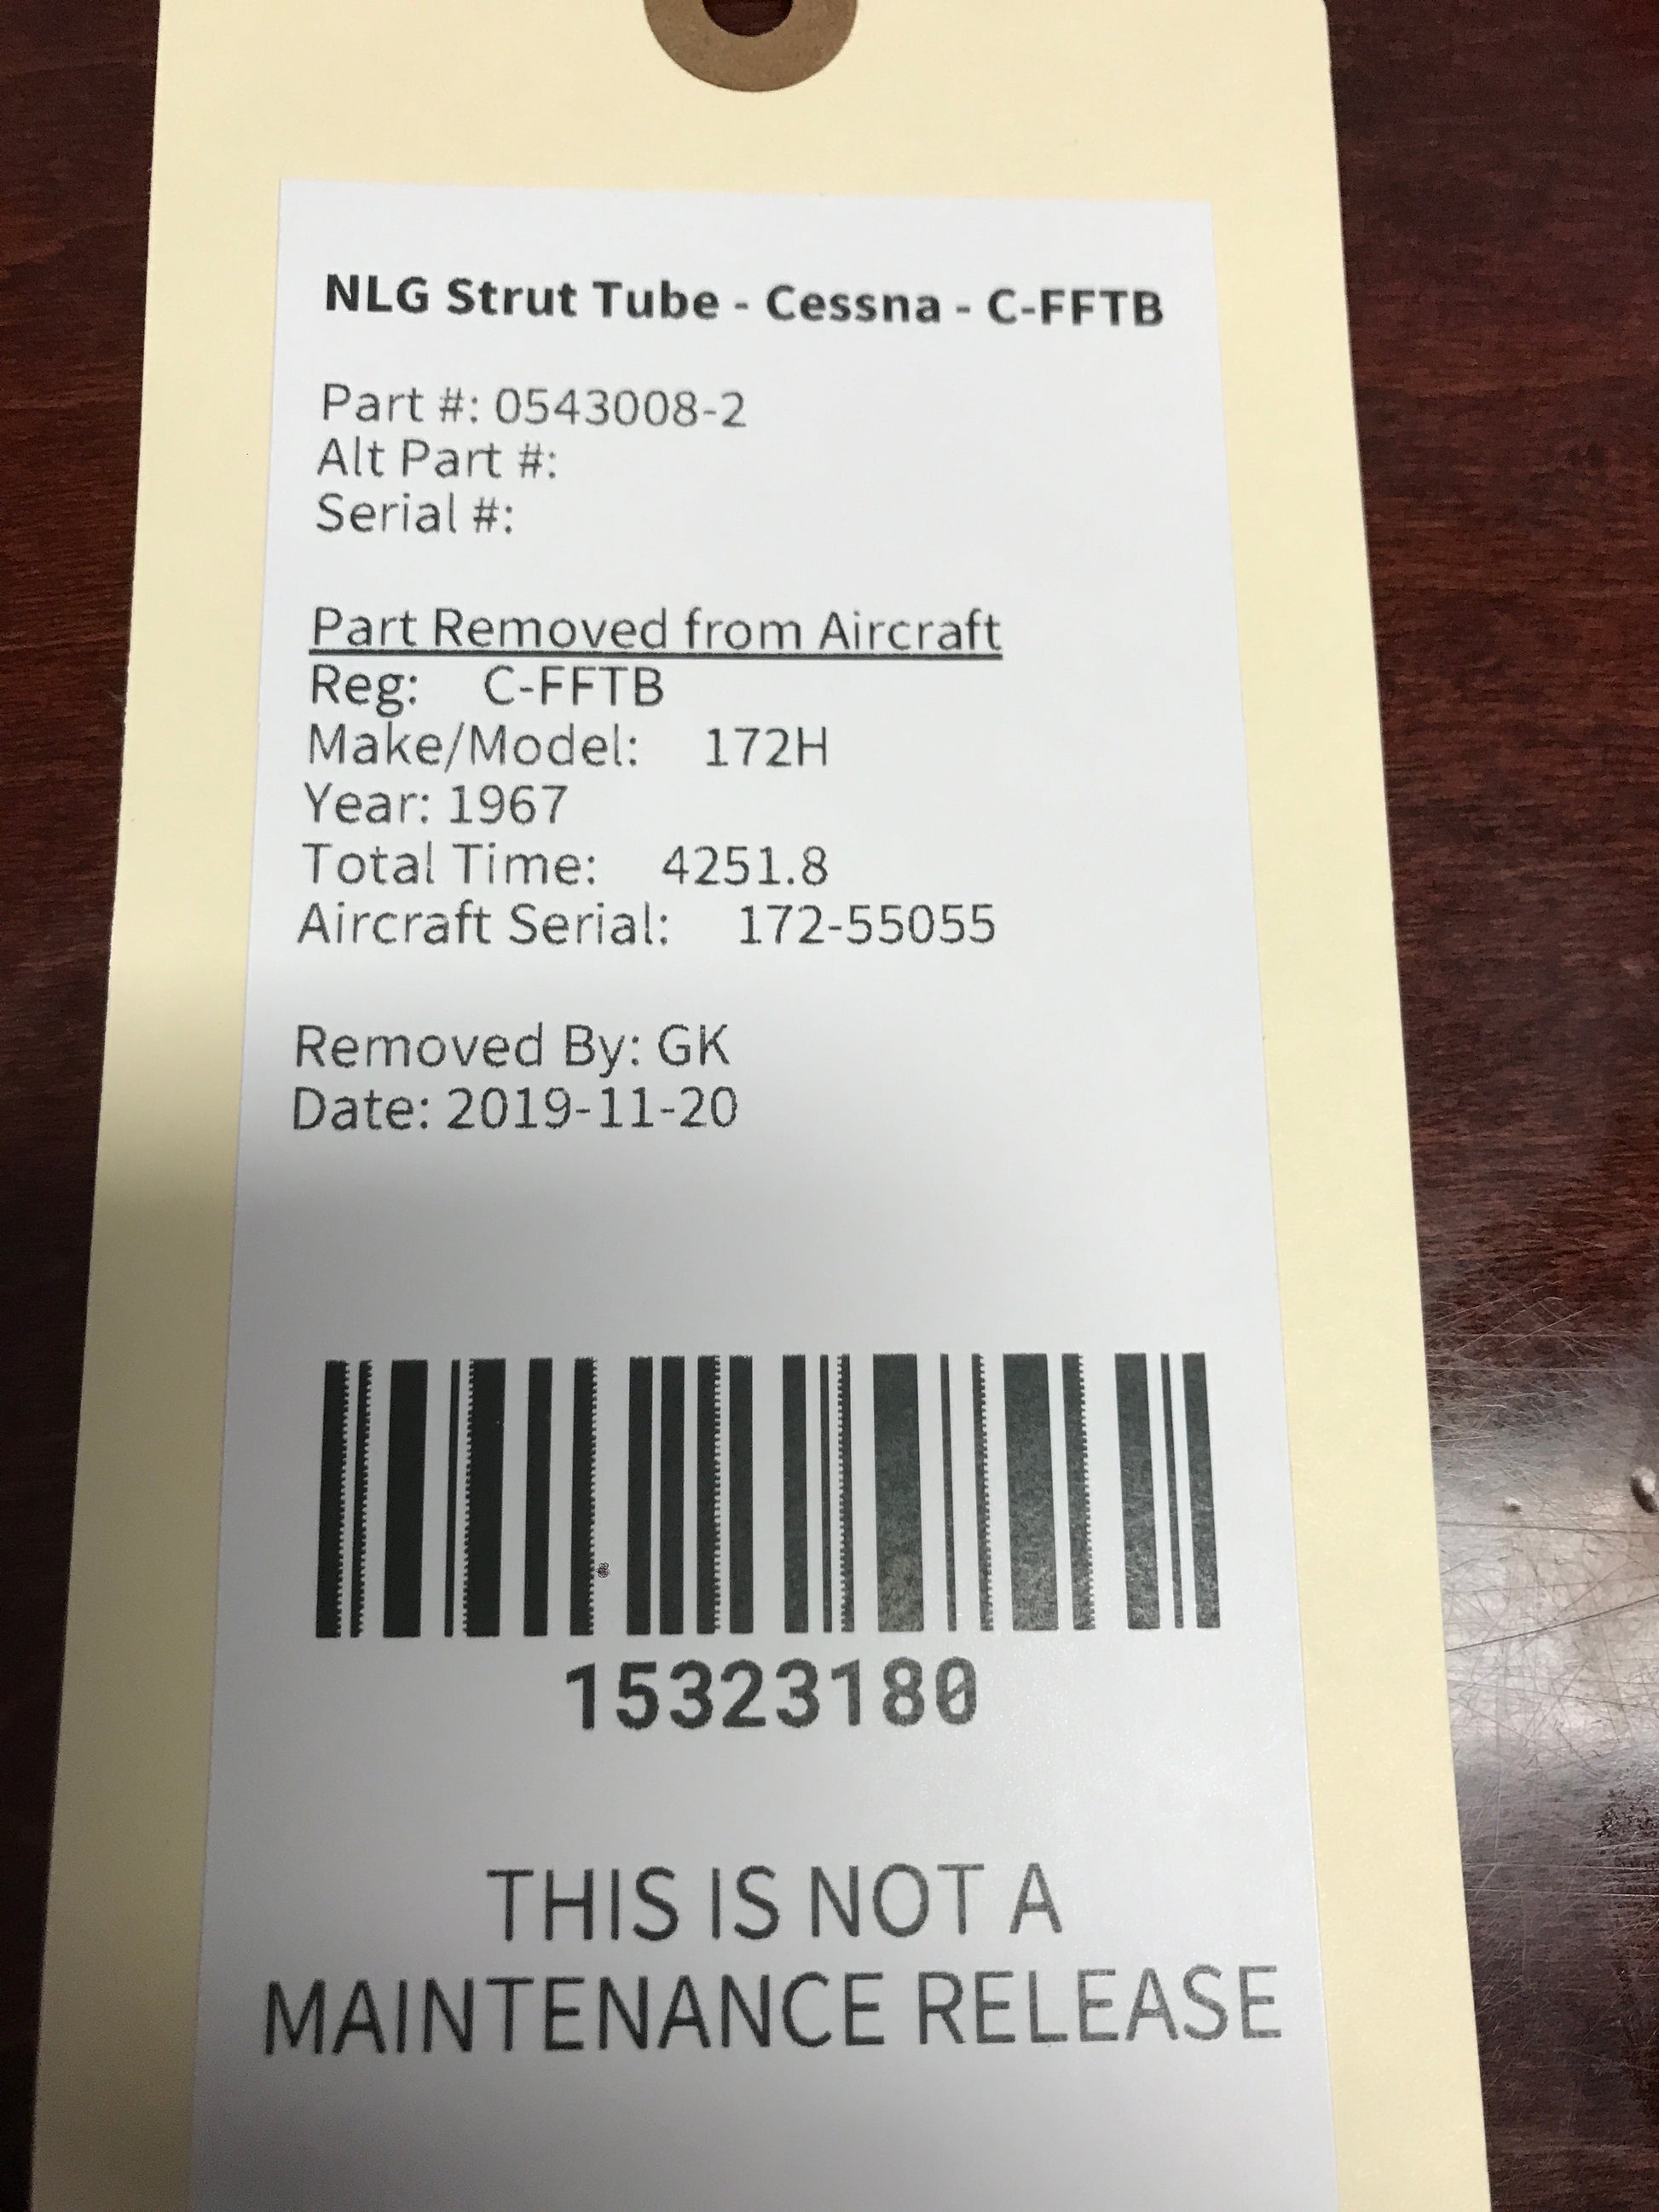 NLG Strut Tube - Cessna - C-FFTB
Part #: 0543008-2
Alt Part #:
Serial #:
Part Removed from Aircraft
Reg: C-FFTB
Make/Model: 172H
Year: 1967
Total Time: 4251.8
Aircraft Serial: 172-55055
Removed By: GK
Date: 2019-11-20
15323180
THIS IS NOT A
MAINTENANCE RELEASE